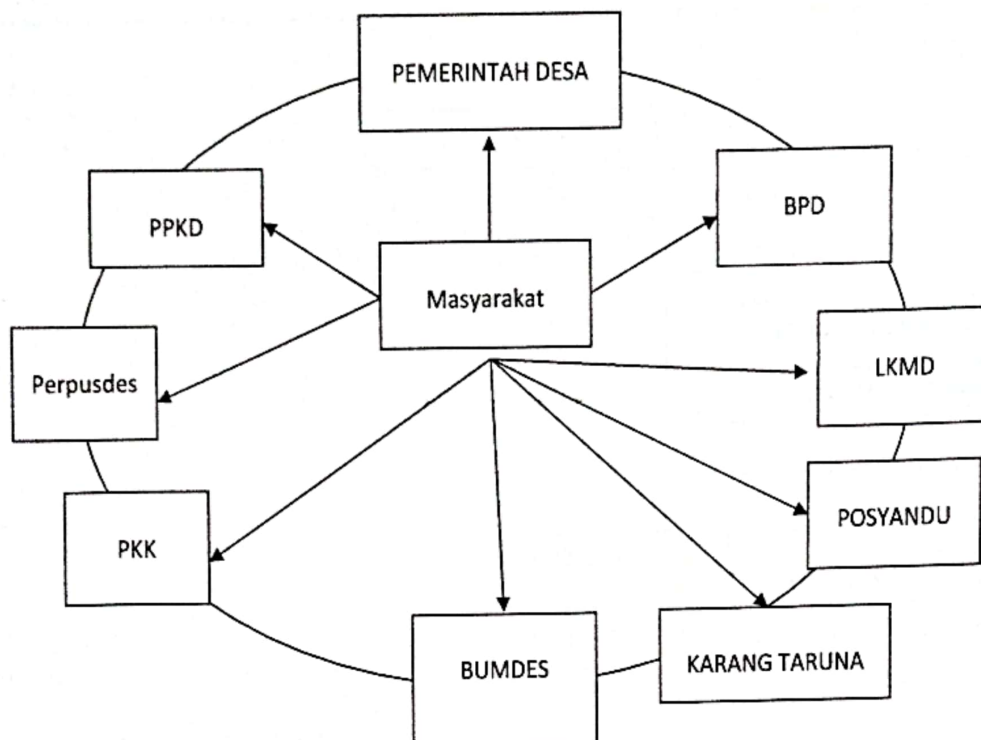 PEMERINTAH DESA
PPKD
BPD
Masyarakat
Perpusdes
LKMD
PKK
POSYANDU
BUMDES
KARANG TARUNA